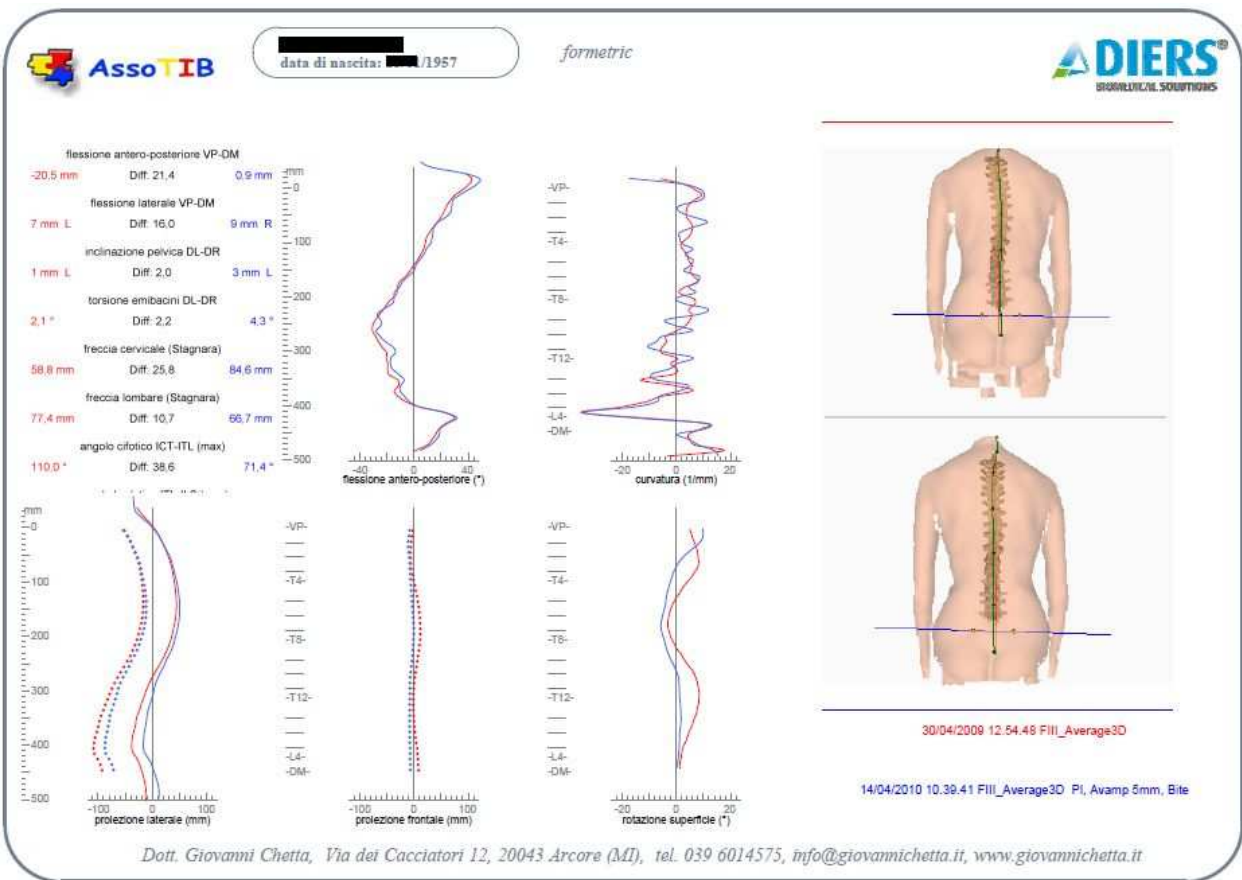 AssoTIB
data di nascita: /1957
formetric
DIERS®
BIOMEDICAL SOLUTIONS
flessione antero-posteriore VP-DM
-20,5 mm Diff: 21,4 0,9 mm
flessione laterale VP-DM
7 mm L Diff: 16,0 9 mm R
inclinazione pelvica DL-DR
1 mm L Diff: 2,0 3 mm L
torsione emibacini DL-DR
2,1 ° Diff: 2,2 4,3 °
freccia cervicale (Stagnara)
58,8 mm Diff: 25,8 84,6 mm
freccia lombare (Stagnara)
77,4 mm Diff: 10,7 66,7 mm
angolo cifotico ICT-ITL (max)
110,0 ° Diff: 38,6 71,4 °
mm
0
100
200
300
400
500
-40 0 40
flessione antero-posteriore (°)
-VP-
-T4-
-T8-
-T12-
-L4-
-DM-
-20 0 20
curvatura (1/mm)
mm
0
100
200
300
400
500
-100 0 100
proiezione laterale (mm)
-VP-
-T4-
-T8-
-T12-
-L4-
-DM-
-100 0 100
proiezione frontale (mm)
-VP-
-T4-
-T8-
-T12-
-L4-
-DM-
-20 0 20
rotazione superficie (°)
30/04/2009 12.54.48 FIII_Average3D
14/04/2010 10.39.41 FIII_Average3D PI, Avamp 5mm, Bite
Dott. Giovanni Chetta, Via dei Cacciatori 12, 20043 Arcore (MI), tel. 039 6014575, info@giovannichetta.it, www.giovannichetta.it